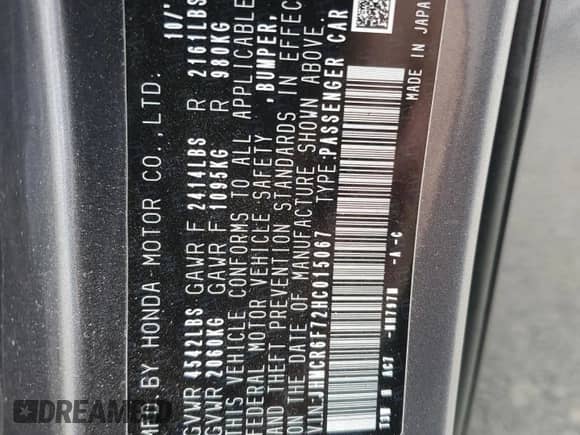 MFD BY HONDA MOTOR CO.,LTD. 10/
GVWR 4542LBS GAWR F 2414LBS R 2161LBS
GVWR 2060KG GAWR F 1095KG R 980KG
THIS VEHICLE CONFORMS TO ALL APPLICABLE
FEDERAL MOTOR VEHICLE SAFETY ,BUMPER,
AND THEFT PREVENTION STANDARDS IN EFFECT
ON THE DATE OF MANUFACTURE SHOWN ABOVE.
V.I.N:JHMCR6F72HC015067 TYPE:PASSENGER CAR
-A-C MADE IN JAPAN
DREAMBID